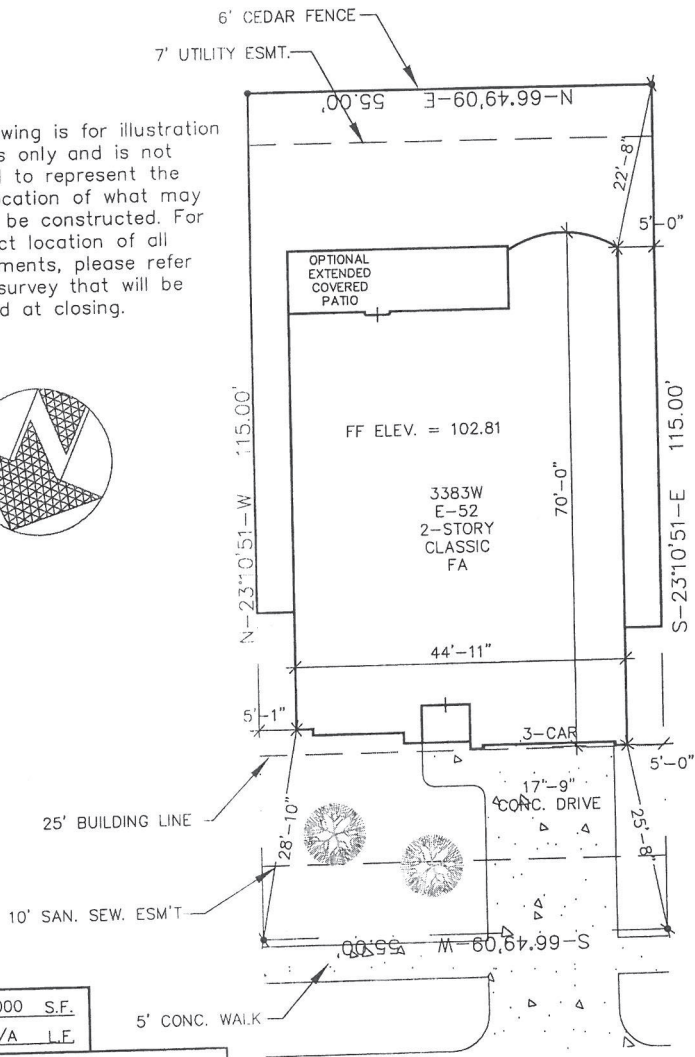 6' CEDAR FENCE
7' UTILITY ESMT.
N-66°49'09-E 55.00'
wing is for illustration
s only and is not
to represent the
cation of what may
be constructed. For
ct location of all
ments, please refer
survey that will be
d at closing.
22'-8"
5'-0"
OPTIONAL
EXTENDED
COVERED
PATIO
N-23°10'51-W 115.00'
FF ELEV. = 102.81
70'-0"
S-23°10'51-E 115.00'
3383W
E-52
2-STORY
CLASSIC
FA
44'-11"
5'-1"
3-CAR
5'-0"
17'-9"
CONC. DRIVE
25' BUILDING LINE
28'-10"
25'-8"
10' SAN. SEW. ESM'T
S-66°49'09-W 55.00'
5' CONC. WALK
000 S.F.
/A L.F.